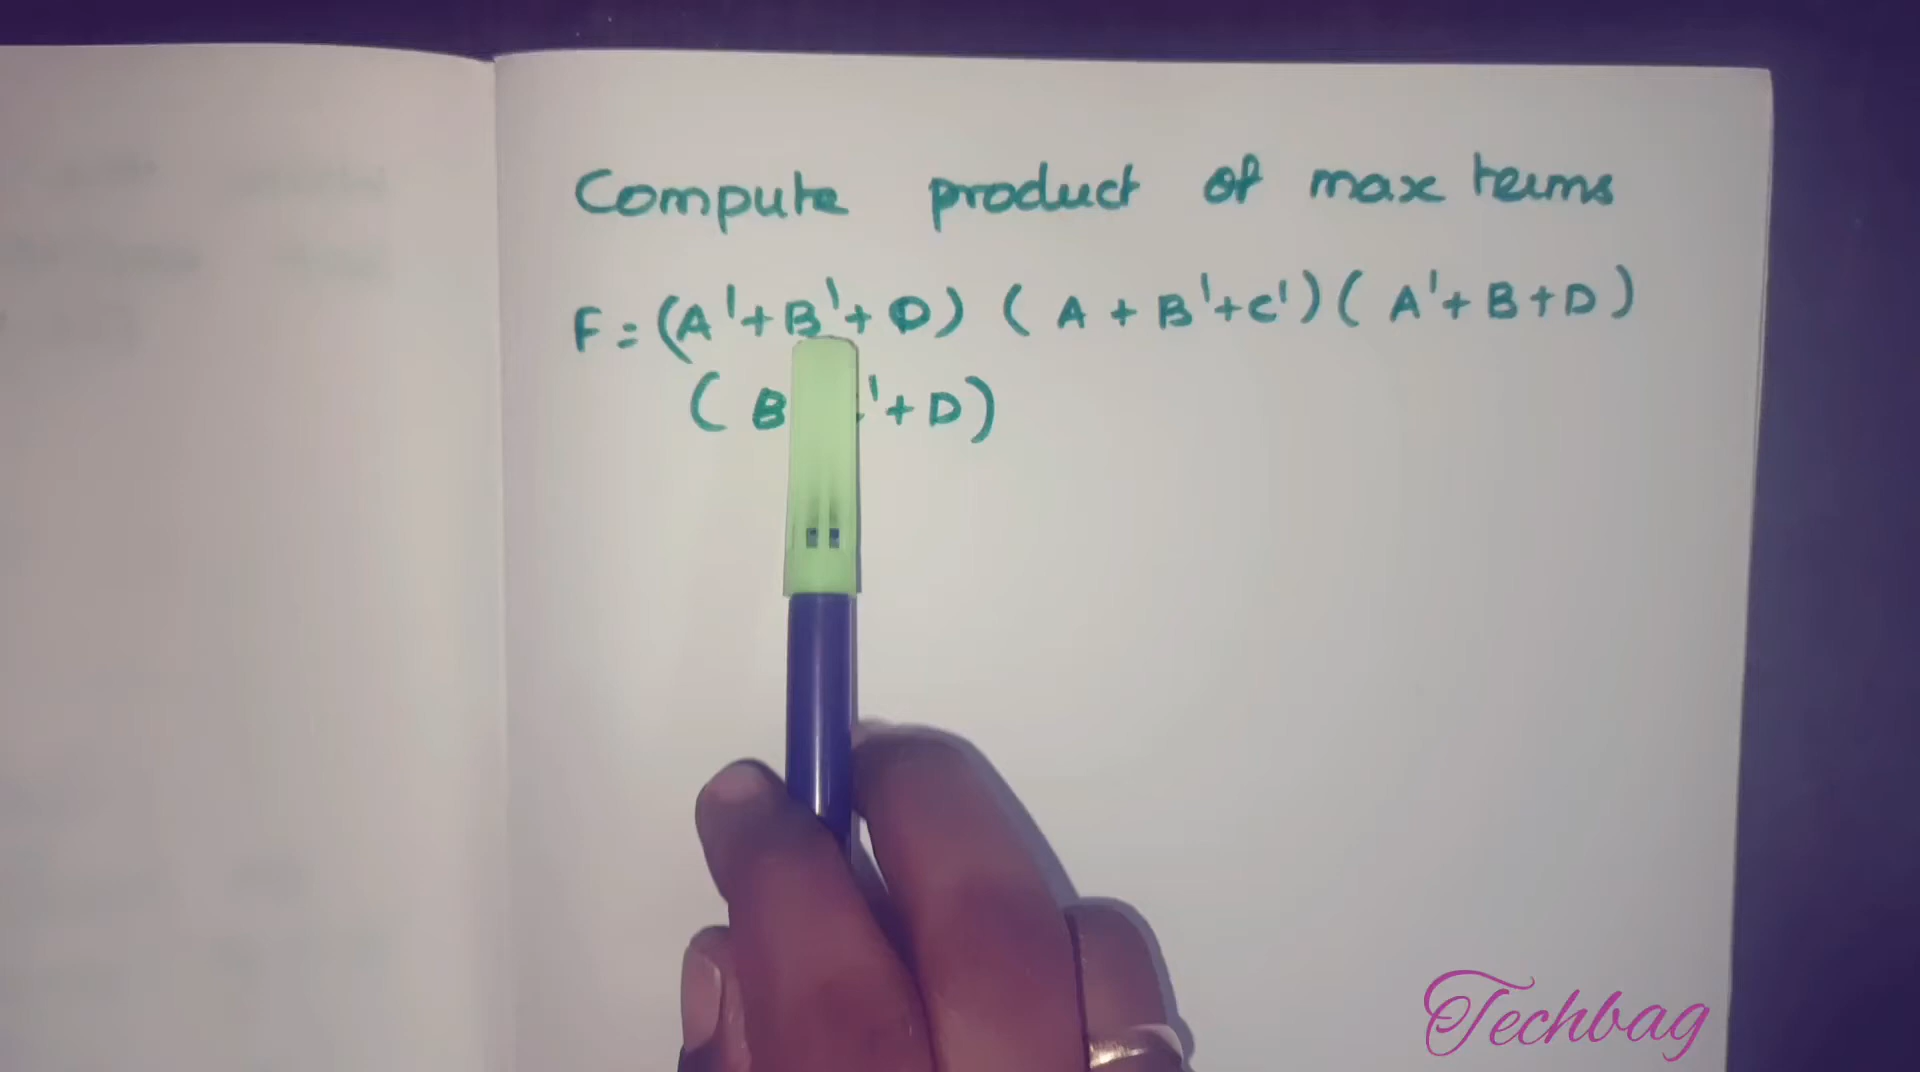 Compute product of max terms
F = (A'+B'+D) (A+B'+C') (A'+B+D)
(B '+D)
Techbag